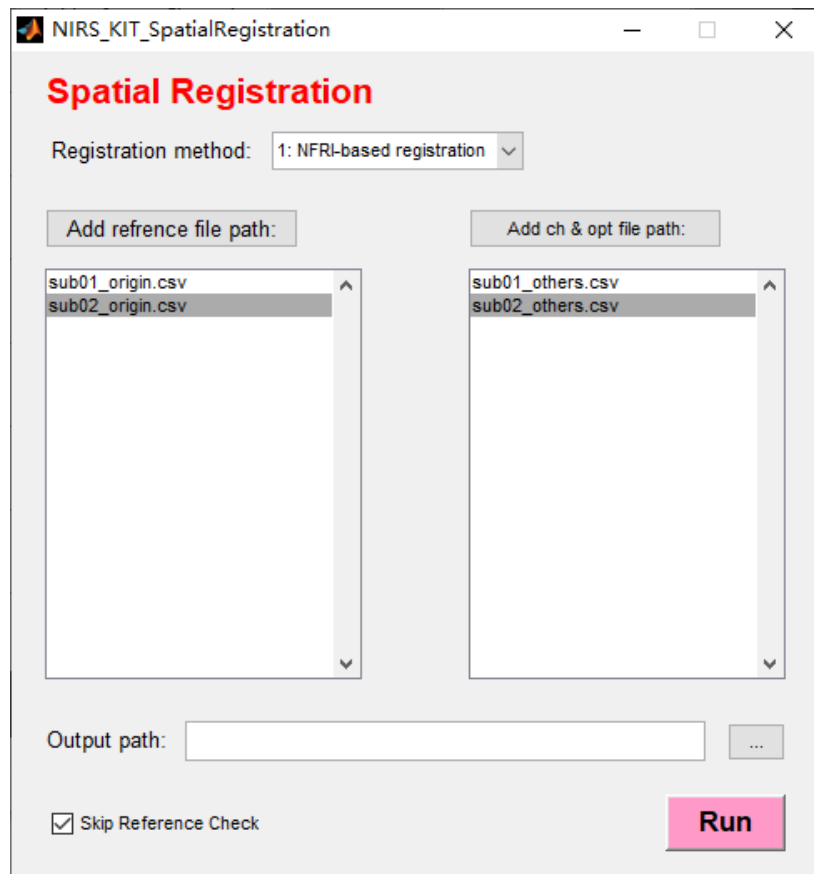 NIRS_KIT_SpatialRegistration
Spatial Registration
Registration method: 1: NFRI-based registration
Add refrence file path: Add ch & opt file path:
sub01_origin.csv sub01_others.csv
sub02_origin.csv sub02_others.csv
Output path: ...
Skip Reference Check Run